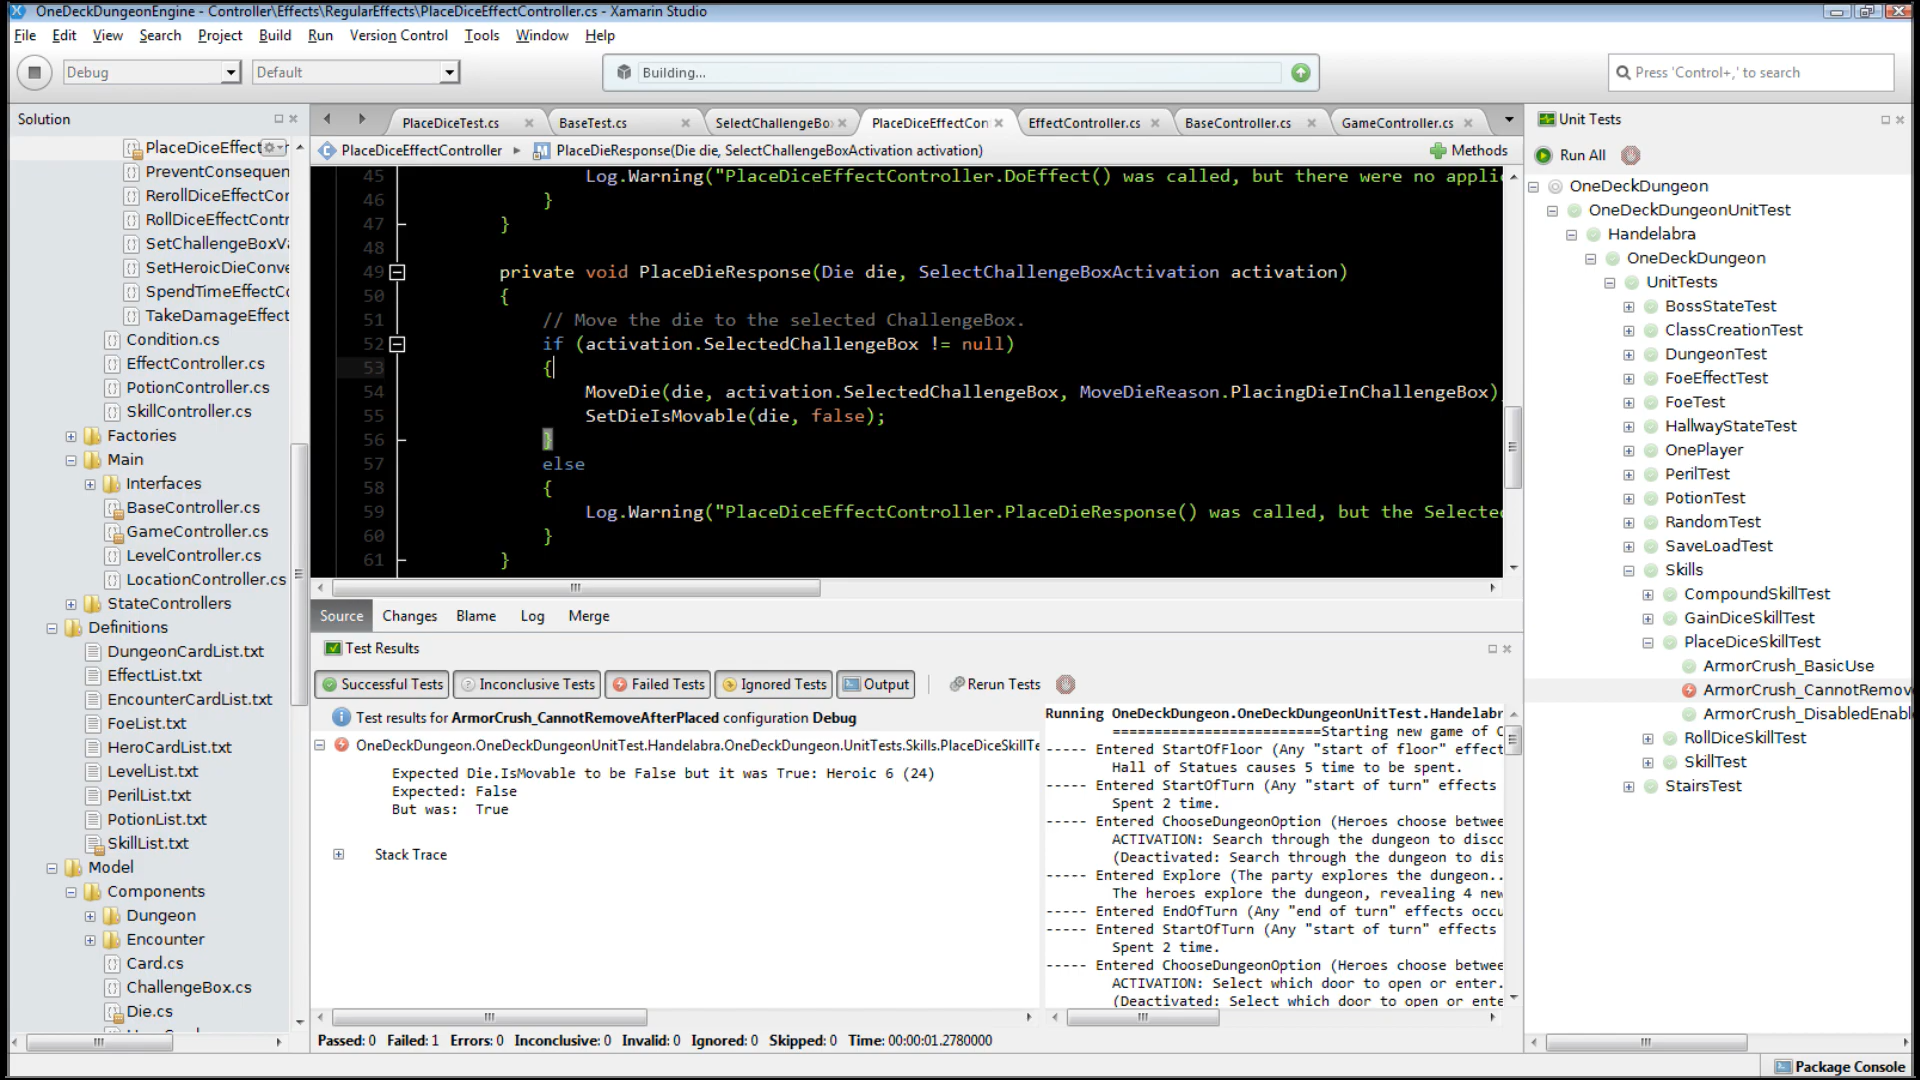 OneDeckDungeonEngine - Controller\Effects\RegularEffects\PlaceDiceEffectController.cs - Xamarin Studio
File Edit View Search Project Build Run Version Control Tools Window Help
Debug Default Building... Press 'Control+,' to search
Solution
PlaceDiceEffect
PreventConsequen
RerollDiceEffectCor
RollDiceEffectContr
SetChallengeBoxVa
SetHeroicDieConve
SpendTimeEffectCo
TakeDamageEffect
Condition.cs
EffectController.cs
PotionController.cs
SkillController.cs
Factories
Main
Interfaces
BaseController.cs
GameController.cs
LevelController.cs
LocationController.cs
StateControllers
Definitions
DungeonCardList.txt
EffectList.txt
EncounterCardList.txt
FoeList.txt
HeroCardList.txt
LevelList.txt
PerilList.txt
PotionList.txt
SkillList.txt
Model
Components
Dungeon
Encounter
Card.cs
ChallengeBox.cs
Die.cs
PlaceDiceTest.cs BaseTest.cs SelectChallengeBo PlaceDiceEffectCon EffectController.cs BaseController.cs GameController.cs
PlaceDiceEffectController PlaceDieResponse(Die die, SelectChallengeBoxActivation activation) Methods
45 Log.Warning("PlaceDiceEffectController.DoEffect() was called, but there were no appli
46 }
47 }
48
49 private void PlaceDieResponse(Die die, SelectChallengeBoxActivation activation)
50 {
51 // Move the die to the selected ChallengeBox.
52 if (activation.SelectedChallengeBox != null)
53 {
54 MoveDie(die, activation.SelectedChallengeBox, MoveDieReason.PlacingDieInChallengeBox)
55 SetDieIsMovable(die, false);
56 }
57 else
58 {
59 Log.Warning("PlaceDiceEffectController.PlaceDieResponse() was called, but the Selected
60 }
61 }
Source Changes Blame Log Merge
Test Results
Successful Tests Inconclusive Tests Failed Tests Ignored Tests Output Rerun Tests
Test results for ArmorCrush_CannotRemoveAfterPlaced configuration Debug
OneDeckDungeon.OneDeckDungeonUnitTest.Handelabra.OneDeckDungeon.UnitTests.Skills.PlaceDiceSkillTe
Expected Die.IsMovable to be False but it was True: Heroic 6 (24)
Expected: False
But was: True
Stack Trace
Running OneDeckDungeon.OneDeckDungeonUnitTest.Handelabr
========================Starting new game of C
----- Entered StartOfFloor (Any "start of floor" effect
Hall of Statues causes 5 time to be spent.
----- Entered StartOfTurn (Any "start of turn" effects
Spent 2 time.
----- Entered ChooseDungeonOption (Heroes choose betwee
ACTIVATION: Search through the dungeon to disco
(Deactivated: Search through the dungeon to dis
----- Entered Explore (The party explores the dungeon..
The heroes explore the dungeon, revealing 4 new
----- Entered EndOfTurn (Any "end of turn" effects occu
----- Entered StartOfTurn (Any "start of turn" effects
Spent 2 time.
----- Entered ChooseDungeonOption (Heroes choose betwee
ACTIVATION: Select which door to open or enter.
(Deactivated: Select which door to open or ente
Passed: 0 Failed: 1 Errors: 0 Inconclusive: 0 Invalid: 0 Ignored: 0 Skipped: 0 Time: 00:00:01.2780000
Unit Tests
Run All
OneDeckDungeon
OneDeckDungeonUnitTest
Handelabra
OneDeckDungeon
UnitTests
BossStateTest
ClassCreationTest
DungeonTest
FoeEffectTest
FoeTest
HallwayStateTest
OnePlayer
PerilTest
PotionTest
RandomTest
SaveLoadTest
Skills
CompoundSkillTest
GainDiceSkillTest
PlaceDiceSkillTest
ArmorCrush_BasicUse
ArmorCrush_CannotRemov
ArmorCrush_DisabledEnabl
RollDiceSkillTest
SkillTest
StairsTest
Package Console